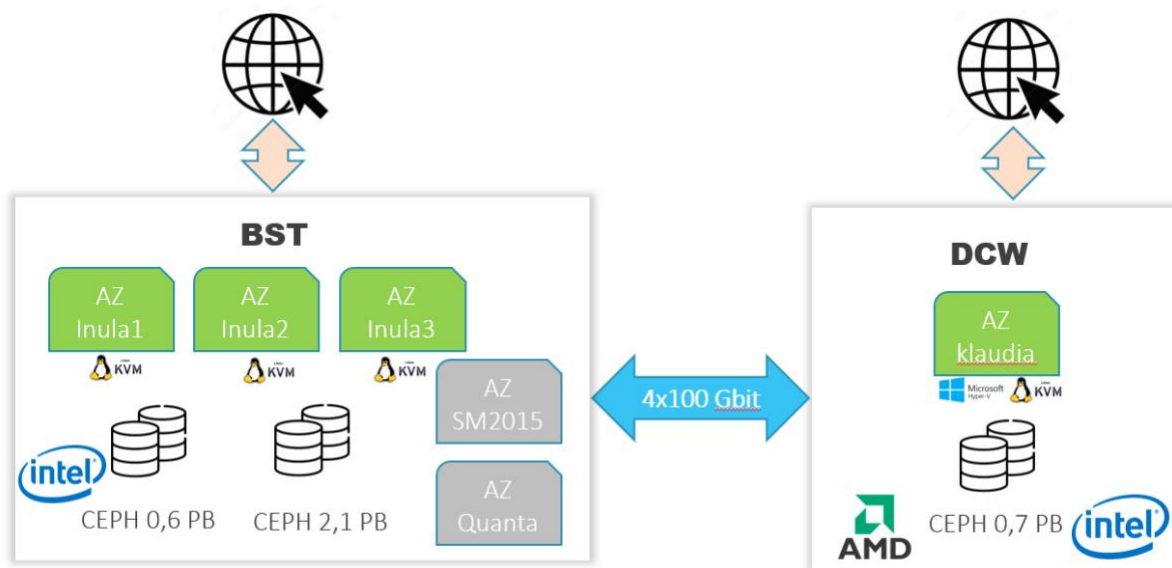 BST
AZ
Inula1
AZ
Inula2
AZ
Inula3
Linux
KVM
Linux
KVM
Linux
KVM
AZ
SM2015
AZ
Quanta
intel
CEPH 0,6 PB
CEPH 2,1 PB
4x100 Gbit
DCW
AZ
klaudia
Microsoft
Hyper-V
Linux
KVM
AMD
CEPH 0,7 PB
intel